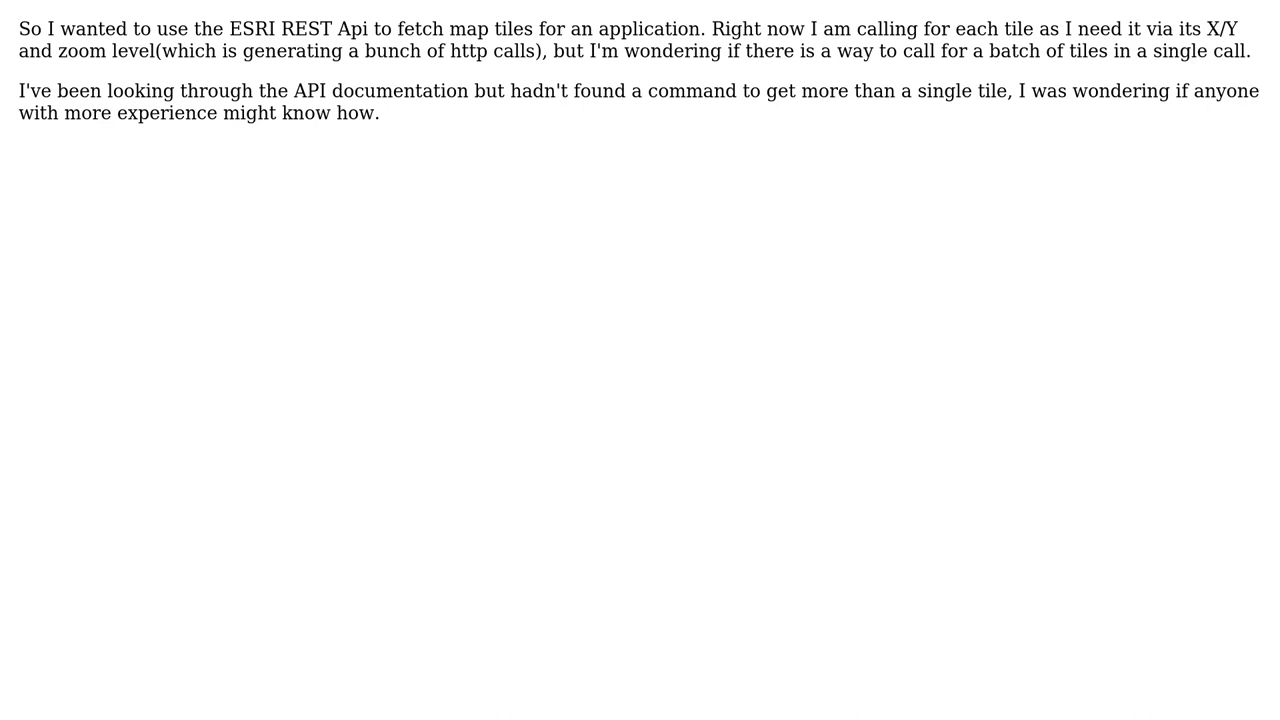 So I wanted to use the ESRI REST Api to fetch map tiles for an application. Right now I am calling for each tile as I need it via its X/Y
and zoom level(which is generating a bunch of http calls), but I'm wondering if there is a way to call for a batch of tiles in a single call.
I've been looking through the API documentation but hadn't found a command to get more than a single tile, I was wondering if anyone
with more experience might know how.